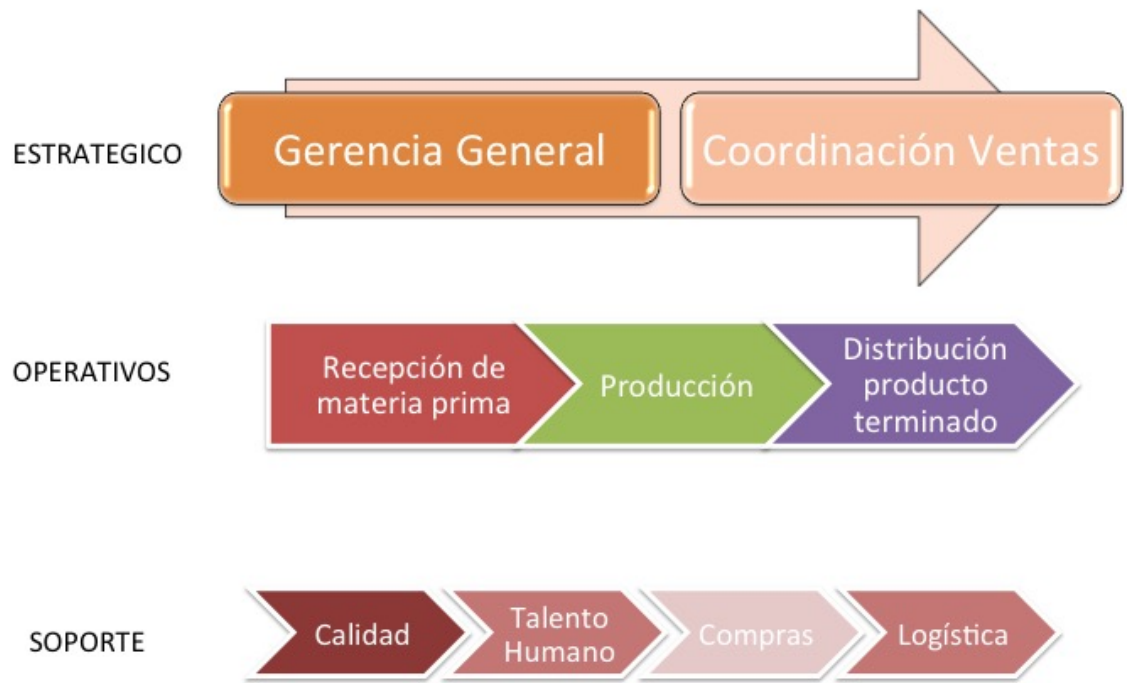 ESTRATEGICO
Gerencia General
Coordinación Ventas
OPERATIVOS
Recepción de
materia prima
Producción
Distribución
producto
terminado
SOPORTE
Calidad
Talento
Humano
Compras
Logística